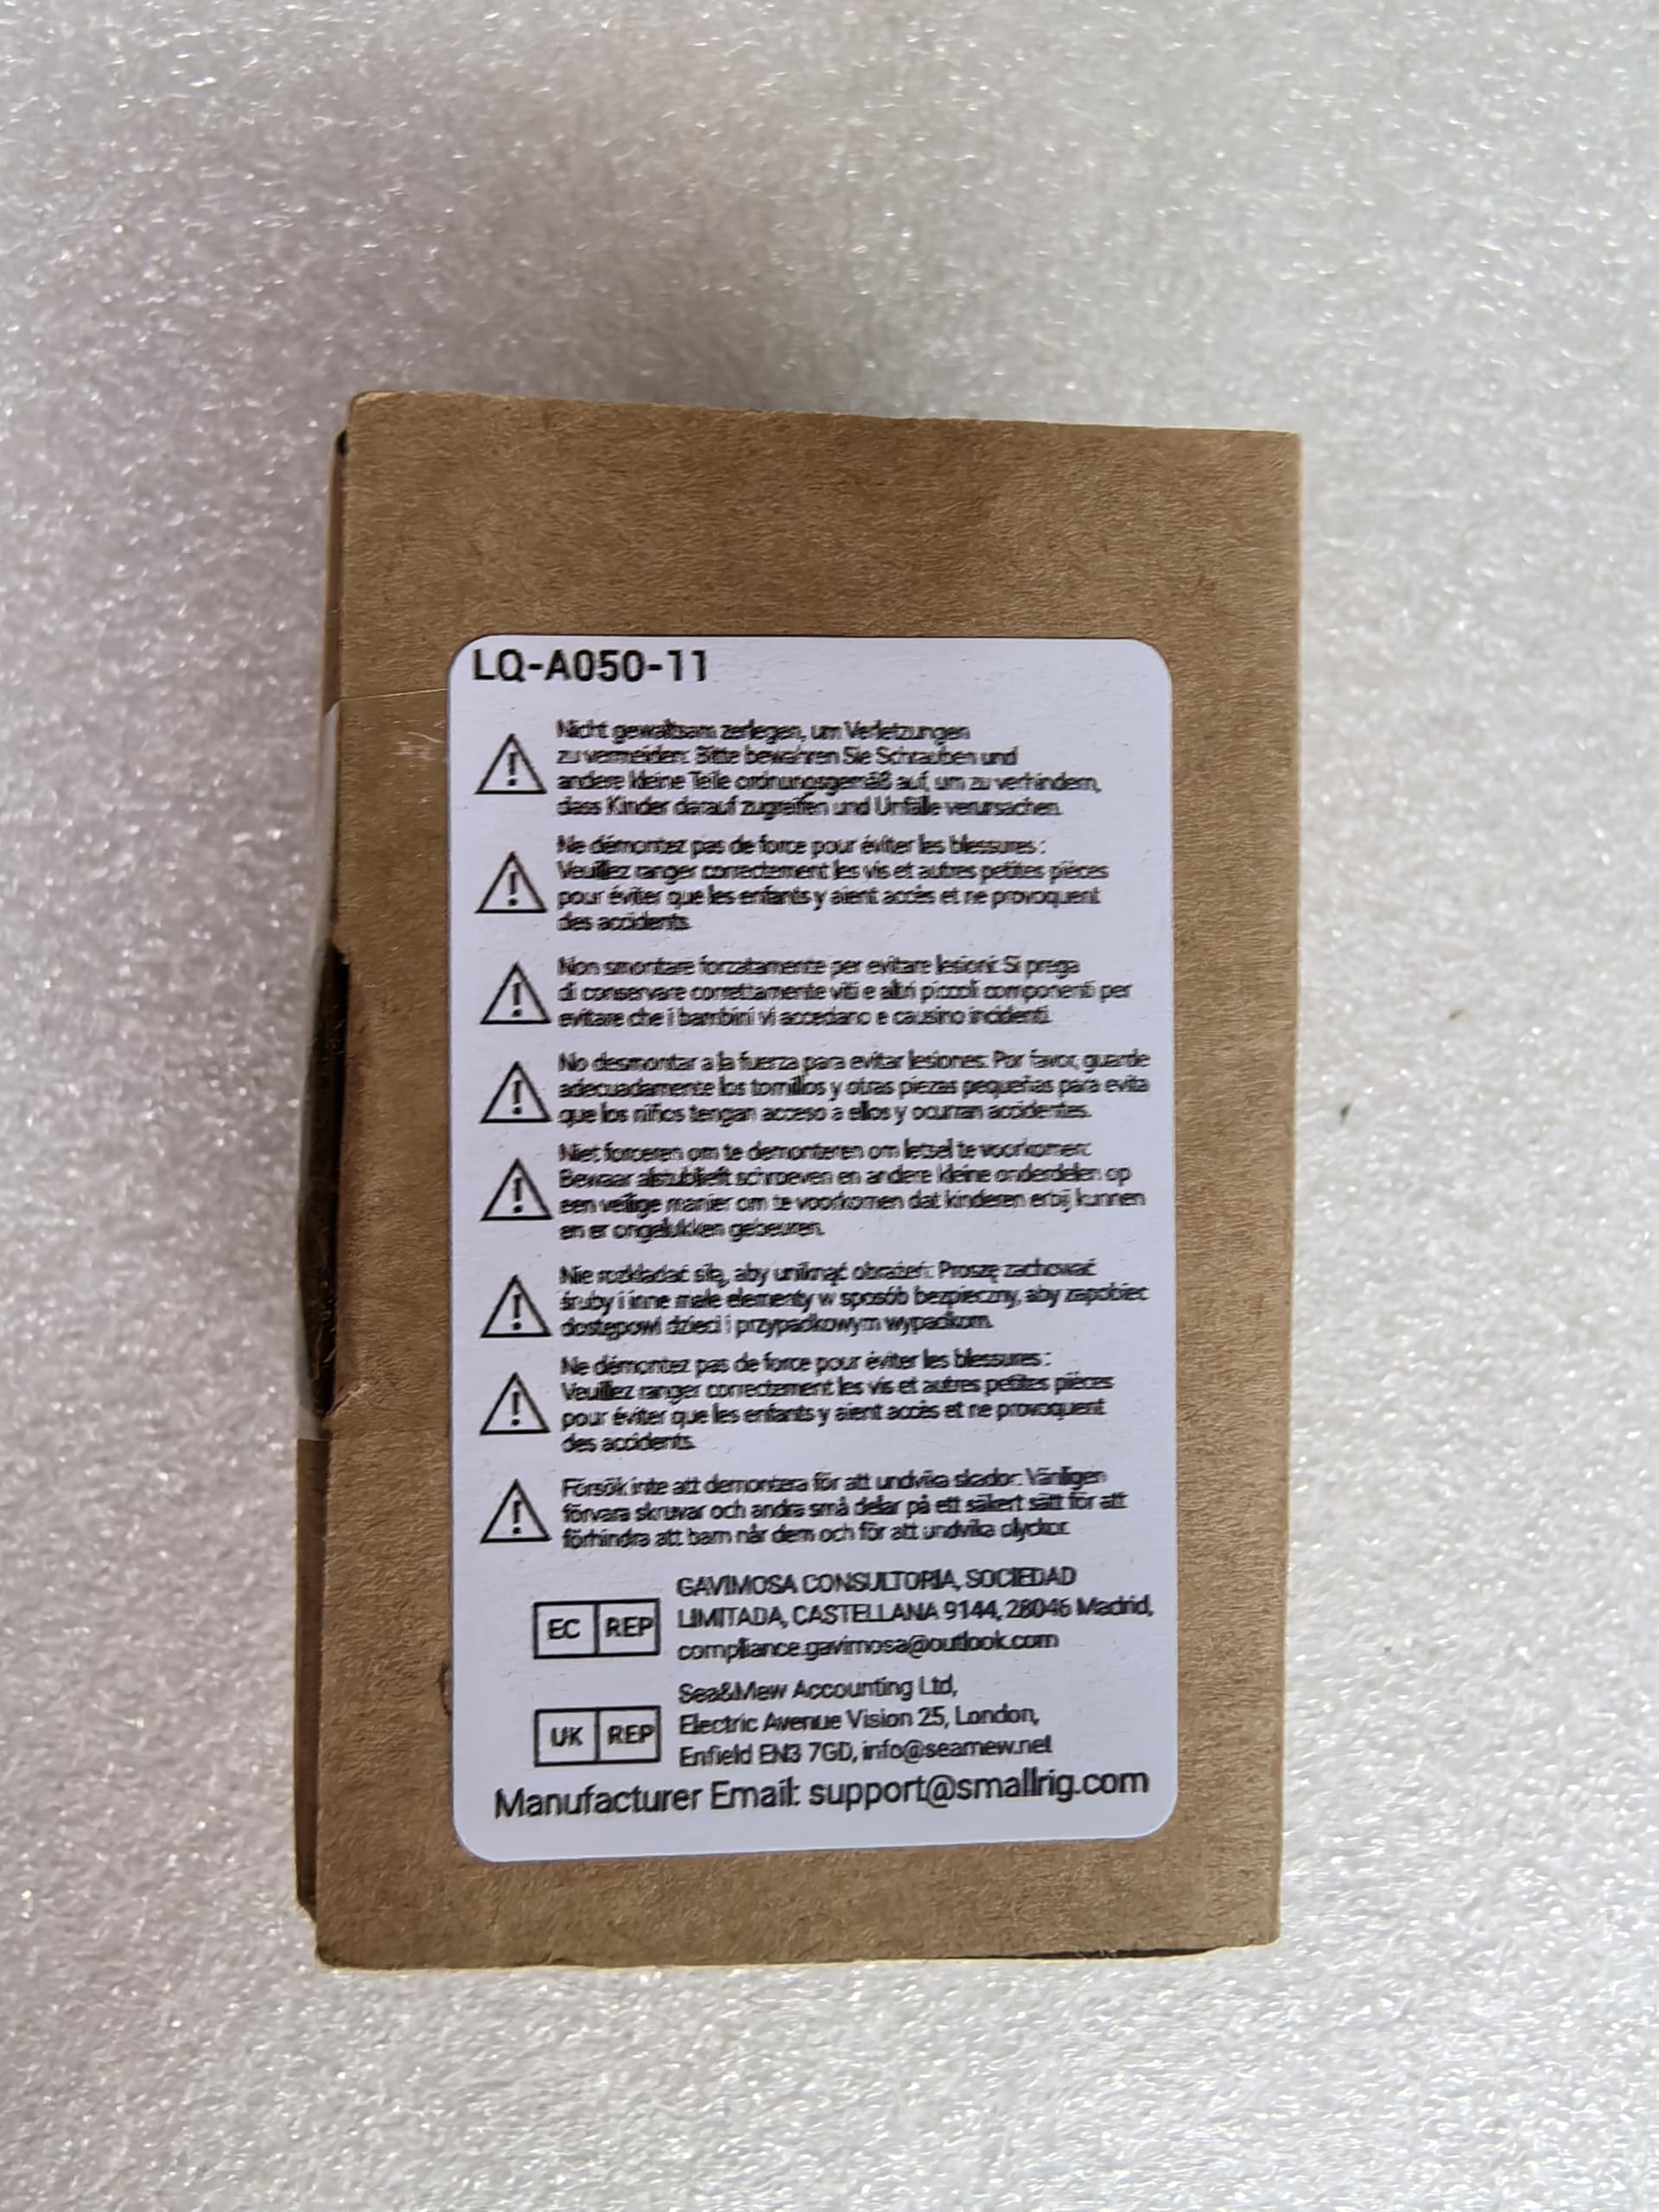 LQ-A050-11
Nicht gewaltsam zerlegen, um Verletzungen
zu vermeiden: Bitte bewahren Sie Schrauben und
andere kleine Teile ordnungsgemäß auf, um zu verhindern,
dass Kinder darauf zugreifen und Unfälle verursachen.
Ne démontez pas de force pour éviter les blessures :
Veuillez ranger correctement les vis et autres petites pièces
pour éviter que les enfants y aient accès et ne provoquent
des accidents.
Non smontare forzatamente per evitare lesioni: Si prega
di conservare correttamente viti e altri piccoli componenti per
evitare che i bambini vi accedano e causino incidenti.
No desmontar a la fuerza para evitar lesiones: Por favor, guarde
adecuadamente los tornillos y otras piezas pequeñas para evita
que los niños tengan acceso a ellos y ocurran accidentes.
Niet forceren om te demonteren om letsel te voorkomen:
Bewaar alstublieft schroeven en andere kleine onderdelen op
een veilige manier om te voorkomen dat kinderen erbij kunnen
en er ongelukken gebeuren.
Nie rozkładać siłą, aby uniknąć obrażeń: Proszę zachować
śruby i inne małe elementy w sposób bezpieczny, aby zapobiec
dostępowi dzieci i przypadkowym wypadkom.
Ne démontez pas de force pour éviter les blessures :
Veuillez ranger correctement les vis et autres petites pièces
pour éviter que les enfants y aient accès et ne provoquent
des accidents.
Försök inte att demontera för att undvika skador: Vänligen
förvara skruvar och andra små delar på ett säkert sätt för att
förhindra att barn når dem och för att undvika olyckor.
GAVIMOSA CONSULTORIA, SOCIEDAD
EC REP LIMITADA, CASTELLANA 9144, 28046 Madrid,
compliance.gavimosa@outlook.com
Sea&Mew Accounting Ltd,
UK REP Electric Avenue Vision 25, London,
Enfield EN3 7GD, info@seamew.net
Manufacturer Email: support@smallrig.com